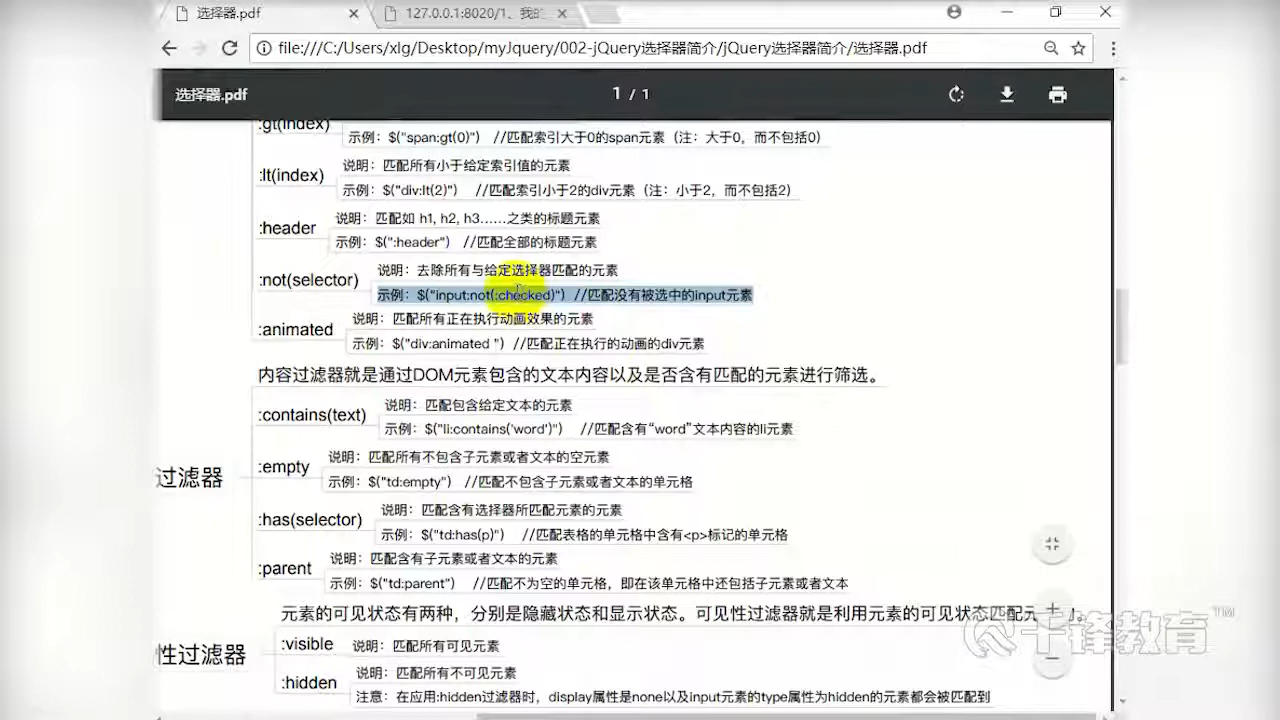 选择器.pdf
127.0.0.1:8020/1、我的
file:///C:/Users/xlg/Desktop/myJquery/002-jQuery选择器简介/jQuery选择器简介/选择器.pdf
选择器.pdf
1 / 1
:gt(index)
示例：$("span:gt(0)") //匹配索引大于0的span元素（注：大于0，而不包括0）
说明：匹配所有小于给定索引值的元素
:lt(index)
示例：$("div:lt(2)") //匹配索引小于2的div元素（注：小于2，而不包括2）
说明：匹配如 h1, h2, h3……之类的标题元素
:header
示例：$(":header") //匹配全部的标题元素
说明：去除所有与给定选择器匹配的元素
:not(selector)
示例：$("input:not(:checked)") //匹配没有被选中的input元素
说明：匹配所有正在执行动画效果的元素
:animated
示例：$("div:animated ") //匹配正在执行的动画的div元素
内容过滤器就是通过DOM元素包含的文本内容以及是否含有匹配的元素进行筛选。
说明：匹配包含给定文本的元素
:contains(text)
示例：$("li:contains('word')") //匹配含有“word”文本内容的li元素
说明：匹配所有不包含子元素或者文本的空元素
:empty
过滤器
示例：$("td:empty") //匹配不包含子元素或者文本的单元格
说明：匹配含有选择器所匹配元素的元素
:has(selector)
示例：$("td:has(p)") //匹配表格的单元格中含有<p>标记的单元格
说明：匹配含有子元素或者文本的元素
:parent
示例：$("td:parent") //匹配不为空的单元格，即在该单元格中还包括子元素或者文本
元素的可见状态有两种，分别是隐藏状态和显示状态。可见性过滤器就是利用元素的可见状态匹配元
千锋教育™
:visible
说明：匹配所有可见元素
性过滤器
说明：匹配所有不可见元素
:hidden
注意：在应用:hidden过滤器时，display属性是none以及input元素的type属性为hidden的元素都会被匹配到